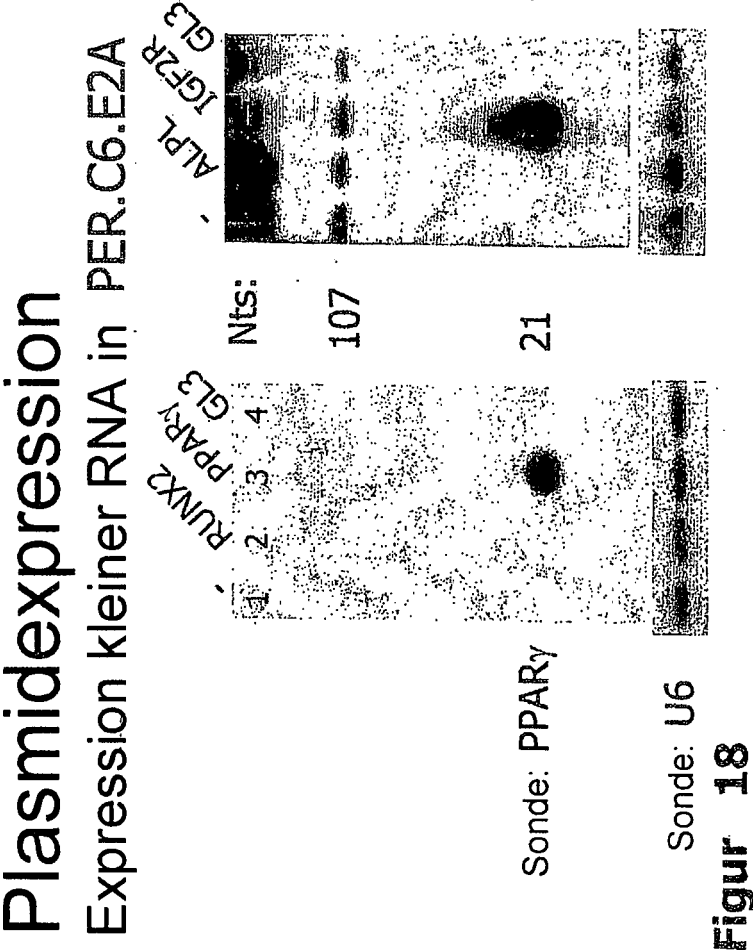 Plasmidexpression
Expression kleiner RNA in PER.C6.E2A
- RUNX2 PPARγ GL3
1 2 3 4
- ALPL IGF2R GL3
Nts:
107
21
Sonde: PPARγ
Sonde: U6
Figur 18